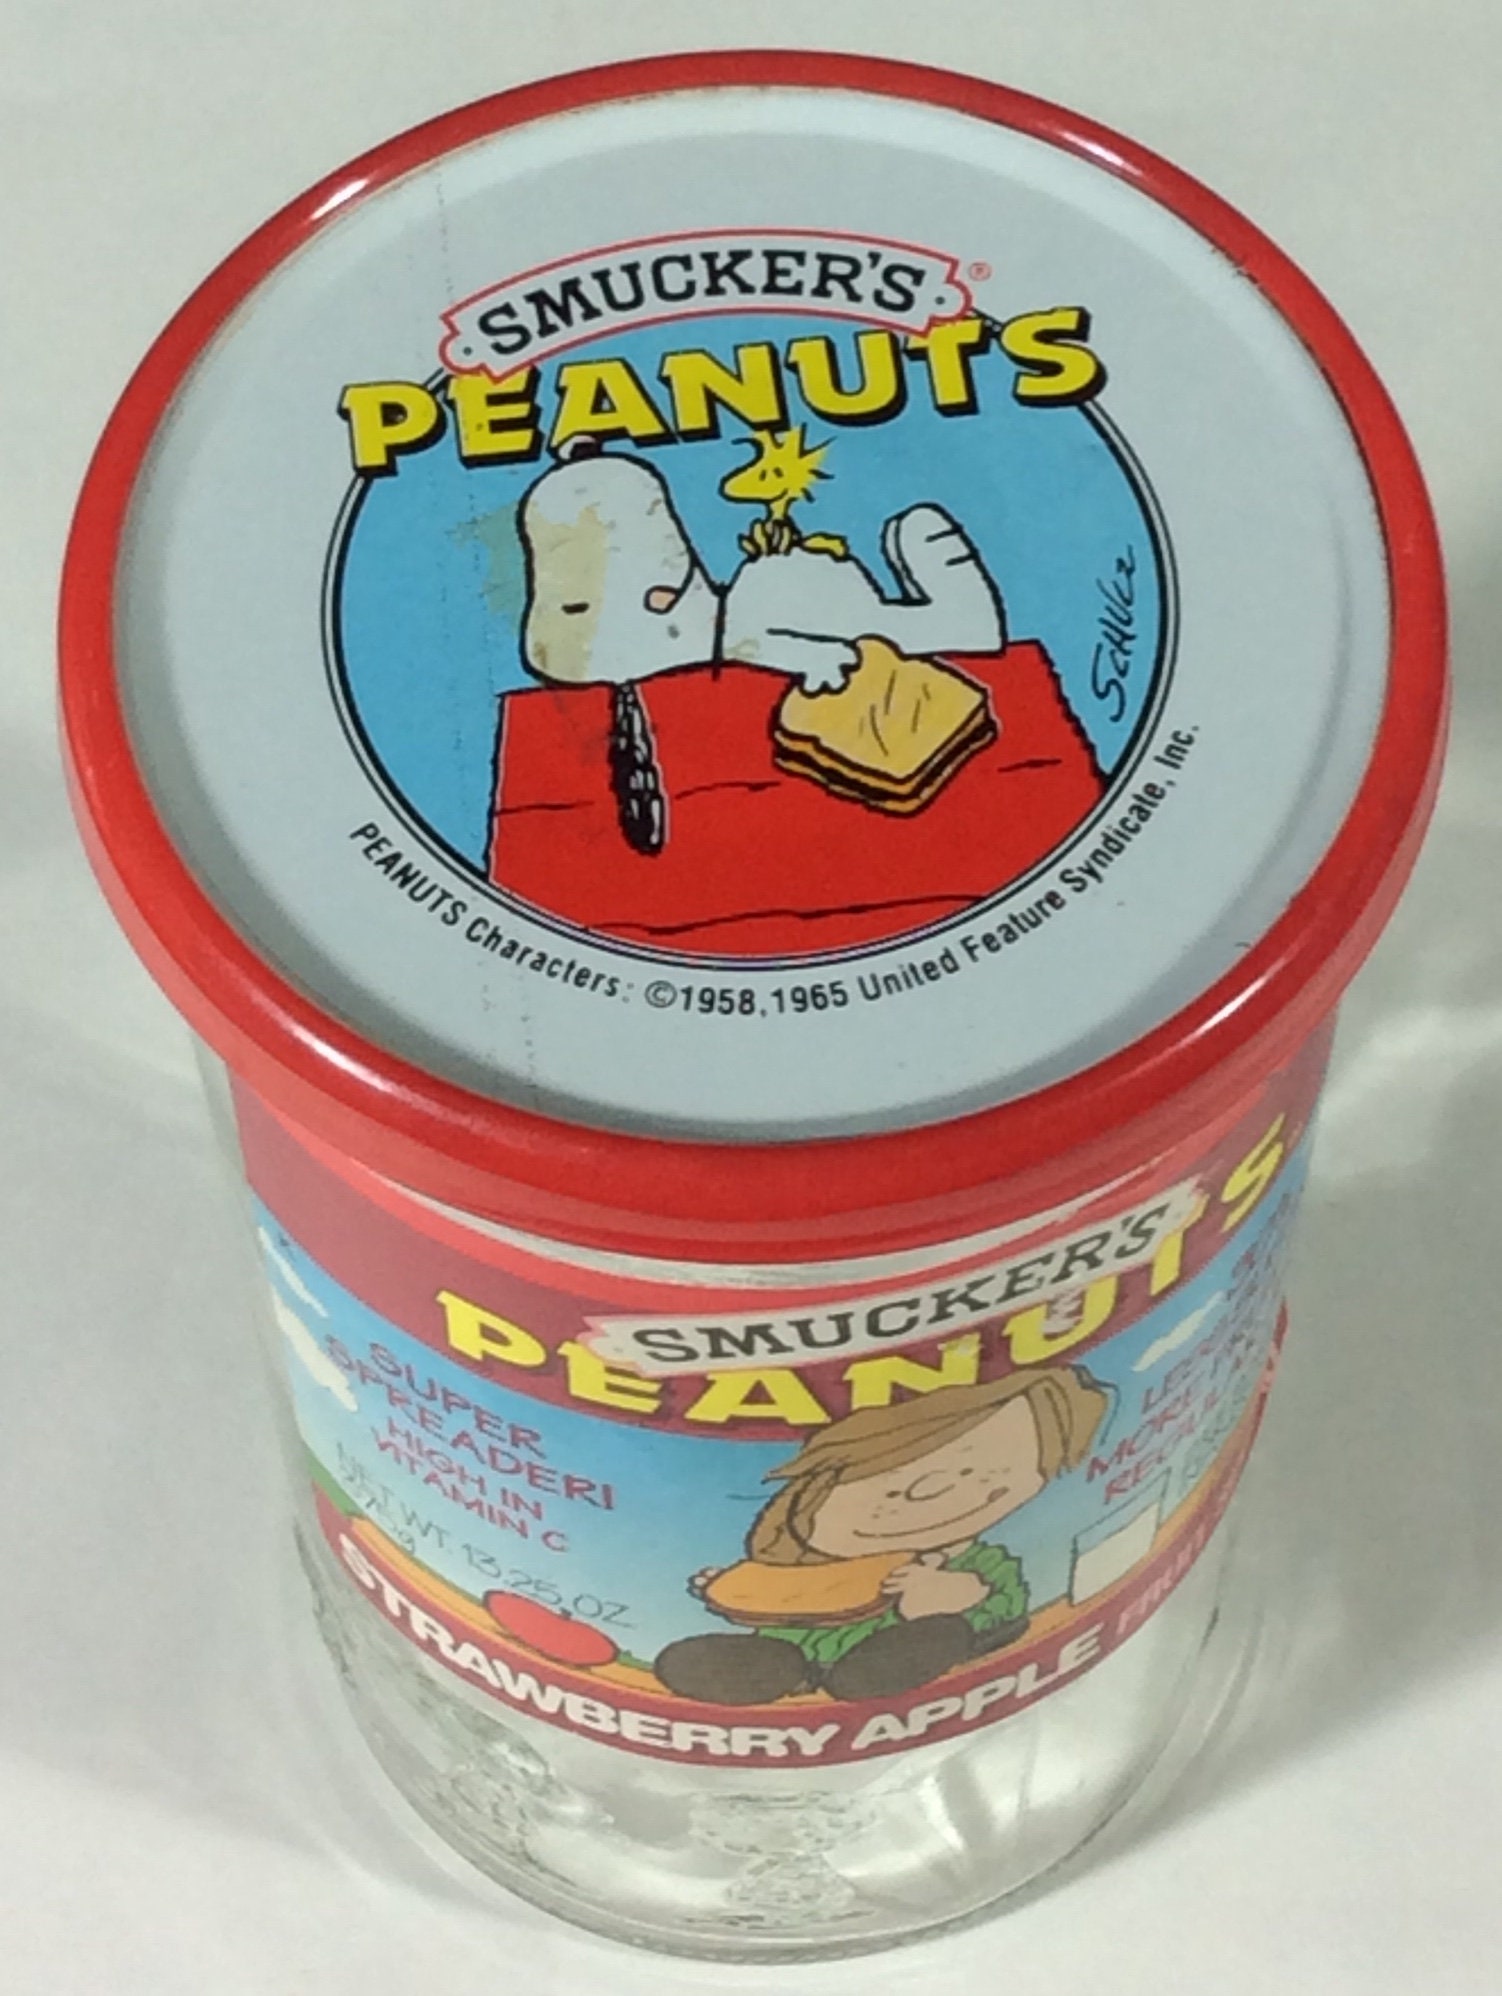 SMUCKER'S®
PEANUTS
SCHULZ
PEANUTS Characters: ©1958,1965 United Feature Syndicate, Inc.
SMUCKER'S
PEANUTS
SUPER
SPREADER!
HIGH IN
VITAMIN C
NET WT. 13.25 OZ
STRAWBERRY APPLE
MORE